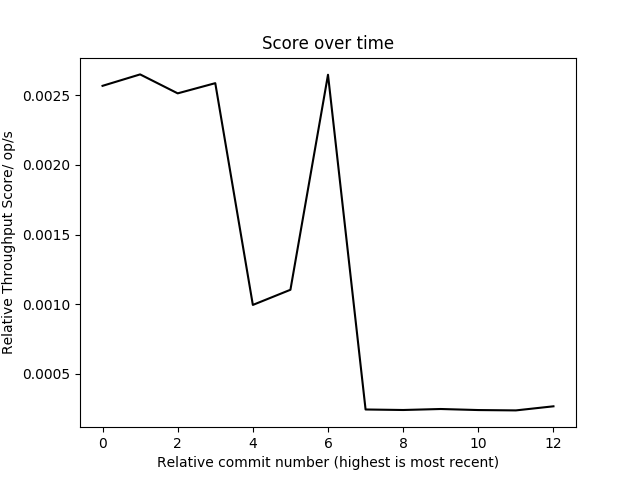 Score over time
Relative Throughput Score/ op/s
0.0025
0.0020
0.0015
0.0010
0.0005
0 2 4 6 8 10 12
Relative commit number (highest is most recent)